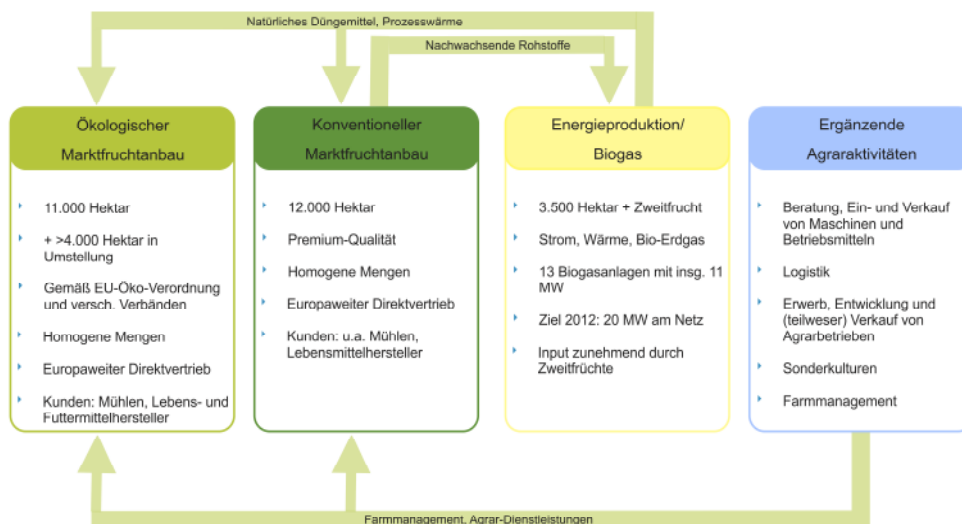 Natürliches Düngemittel, Prozesswärme
Nachwachsende Rohstoffe
Ökologischer
Marktfruchtanbau
11.000 Hektar
+ >4.000 Hektar in
Umstellung
Gemäß EU-Öko-Verordnung
und versch. Verbänden
Homogene Mengen
Europaweiter Direktvertrieb
Kunden: Mühlen, Lebens- und
Futtermittelhersteller
Konventioneller
Marktfruchtanbau
12.000 Hektar
Premium-Qualität
Homogene Mengen
Europaweiter Direktvertrieb
Kunden: u.a. Mühlen,
Lebensmittelhersteller
Energieproduktion/
Biogas
3.500 Hektar + Zweitfrucht
Strom, Wärme, Bio-Erdgas
13 Biogasanlagen mit insg. 11
MW
Ziel 2012: 20 MW am Netz
Input zunehmend durch
Zweitfrüchte
Ergänzende
Agraraktivitäten
Beratung, Ein- und Verkauf
von Maschinen und
Betriebsmitteln
Logistik
Erwerb, Entwicklung und
(teilweser) Verkauf von
Agrarbetrieben
Sonderkulturen
Farmmanagement
Farmmanagement, Agrar-Dienstleistungen